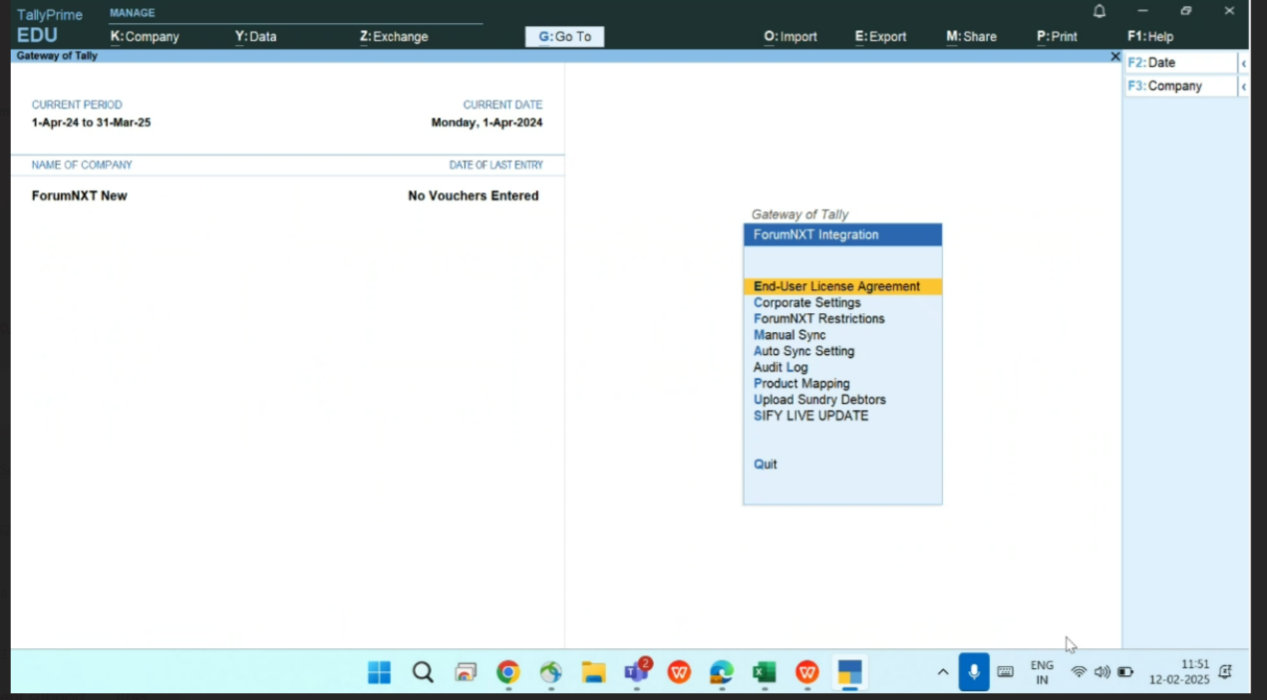 TallyPrime
EDU
MANAGE
K:Company
Y:Data
Z:Exchange
G:Go To
O:Import
E:Export
M:Share
P:Print
F1:Help
Gateway of Tally
F2:Date
F3:Company
CURRENT PERIOD
CURRENT DATE
1-Apr-24 to 31-Mar-25
Monday, 1-Apr-2024
NAME OF COMPANY
DATE OF LAST ENTRY
ForumNXT New
No Vouchers Entered
Gateway of Tally
ForumNXT Integration
End-User License Agreement
Corporate Settings
ForumNXT Restrictions
Manual Sync
Auto Sync Setting
Audit Log
Product Mapping
Upload Sundry Debtors
SIFY LIVE UPDATE
Quit
2
ENG
IN
11:51
12-02-2025